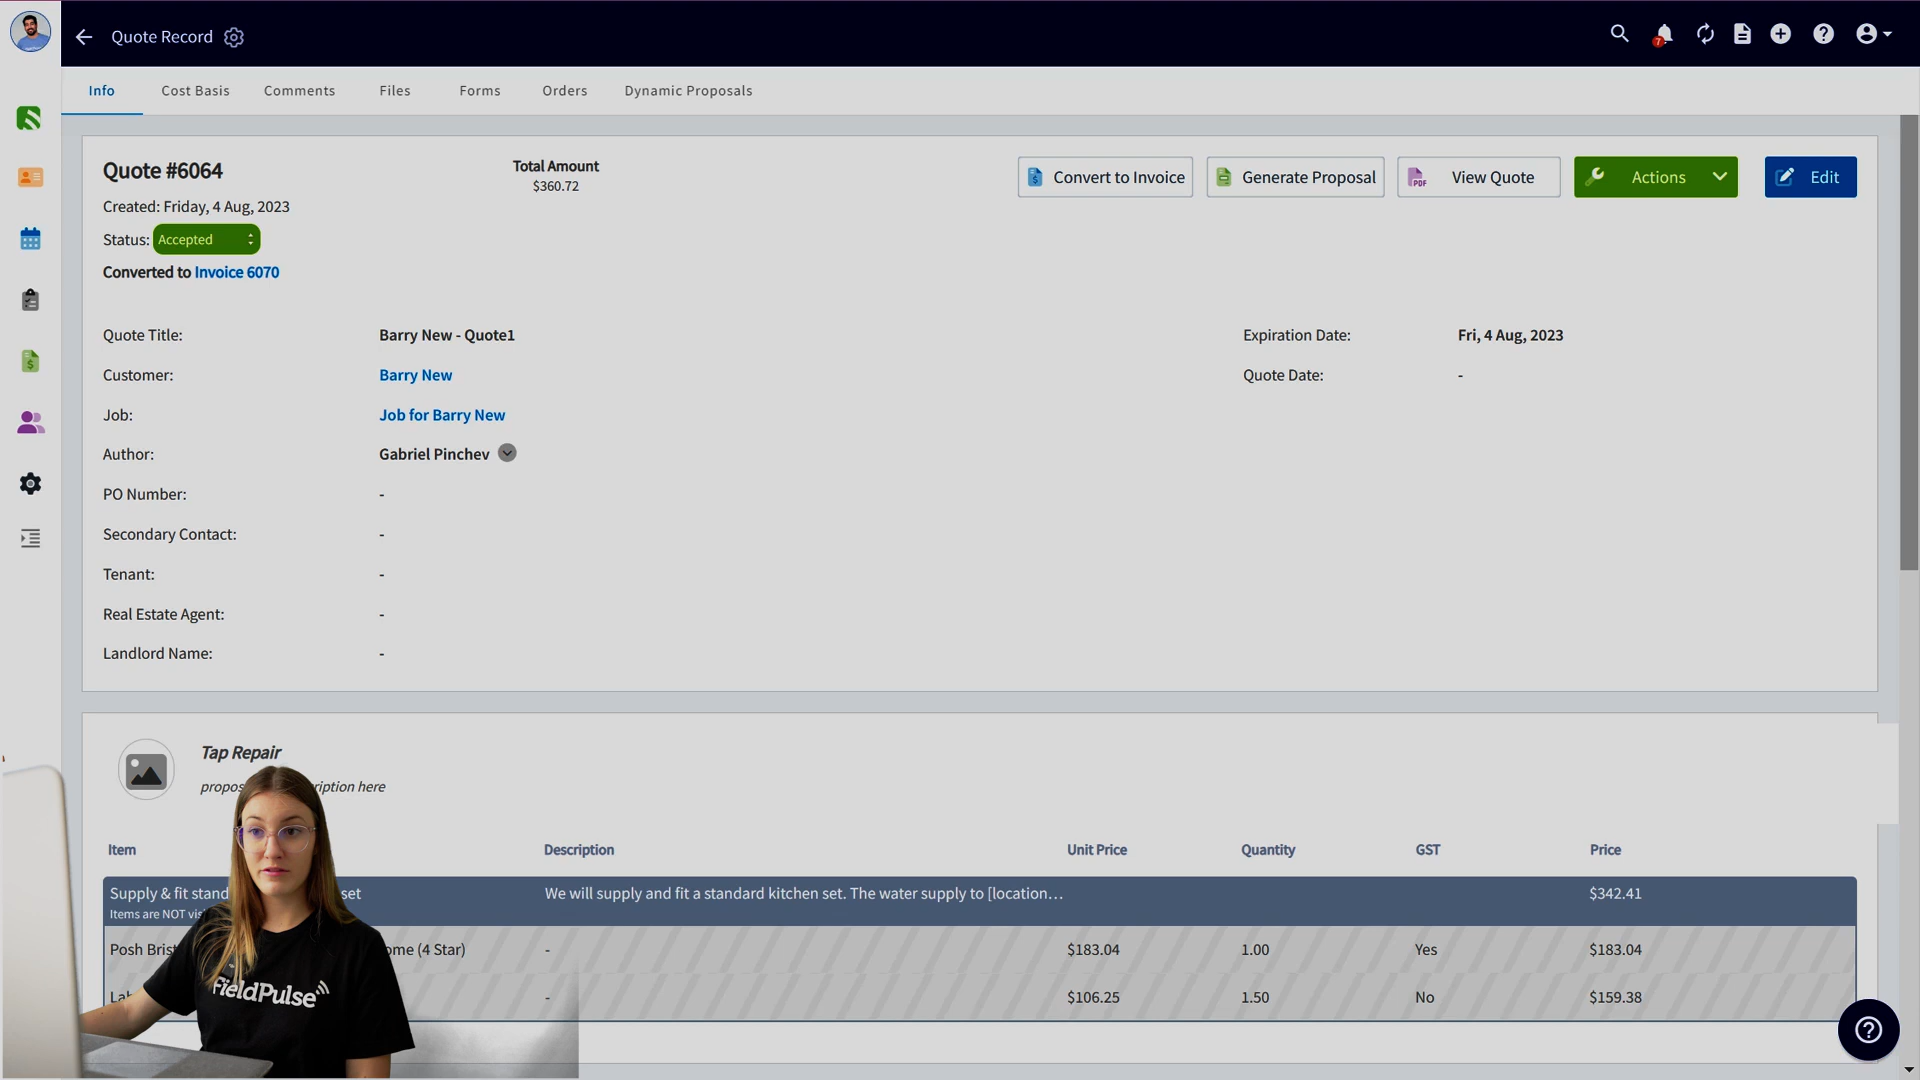 Quote Record
7
Info Cost Basis Comments Files Forms Orders Dynamic Proposals
Quote #6064
Total Amount
$360.72
Convert to Invoice
Generate Proposal
PDF
View Quote
Actions
Edit
Created: Friday, 4 Aug, 2023
Status: Accepted
Converted to Invoice 6070
Quote Title: Barry New - Quote1
Expiration Date: Fri, 4 Aug, 2023
Customer: Barry New
Quote Date: -
Job: Job for Barry New
Author: Gabriel Pinchev
PO Number: -
Secondary Contact: -
Tenant: -
Real Estate Agent: -
Landlord Name: -
Tap Repair
here
Item Description Unit Price Quantity GST Price
Supply & fit set We will supply and fit a standard kitchen set. The water supply to [location... $342.41
Items are NOT
Posh (4 Star) - $183.04 1.00 Yes $183.04
- $106.25 1.50 No $159.38
FieldPulse